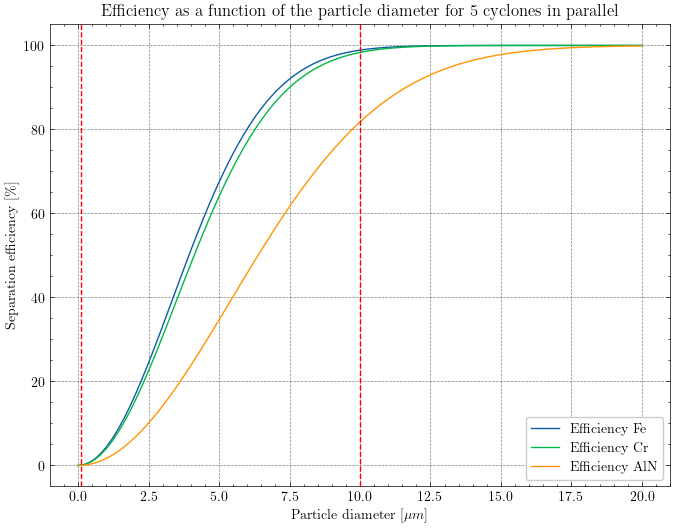 Efficiency as a function of the particle diameter for 5 cyclones in parallel
Separation efficiency [%]
100
80
60
40
20
0
Efficiency Fe
Efficiency Cr
Efficiency AlN
0.0 2.5 5.0 7.5 10.0 12.5 15.0 17.5 20.0
Particle diameter [μm]